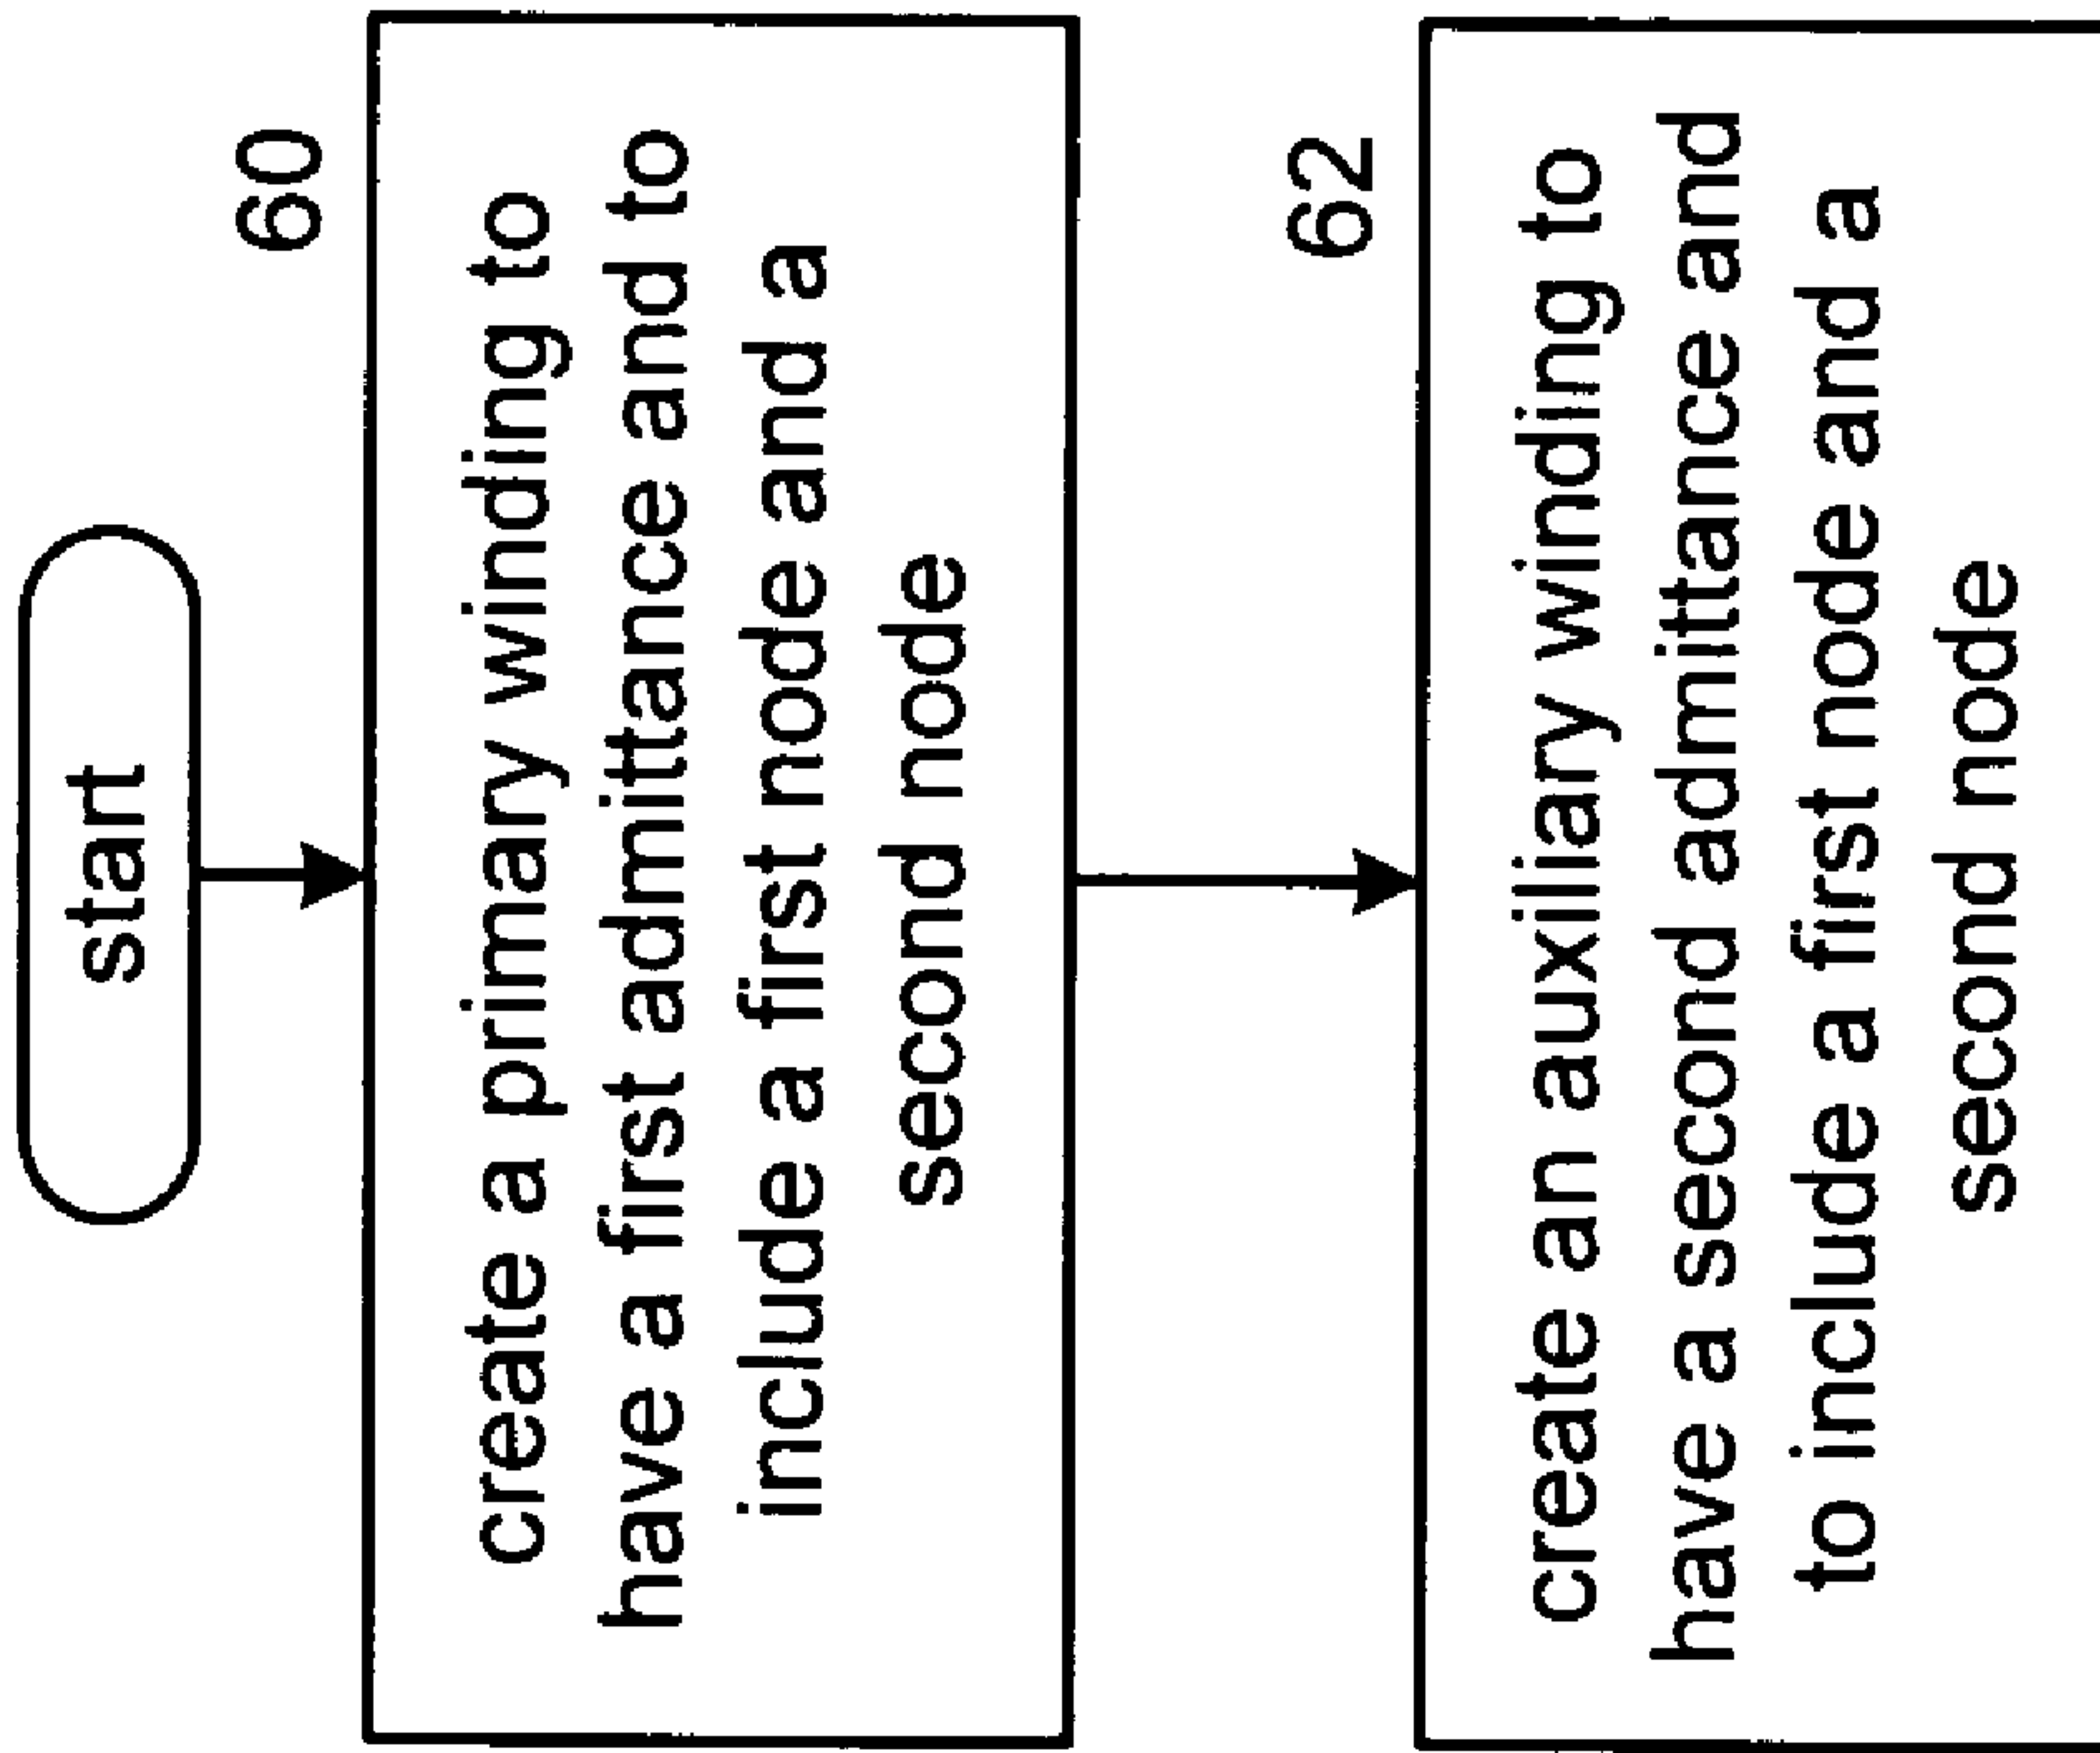 start
60
create a primary winding to
have a first admittance and to
include a first node and a
second node
62
create an auxiliary winding to
have a second admittance and
to include a first node and a
second node